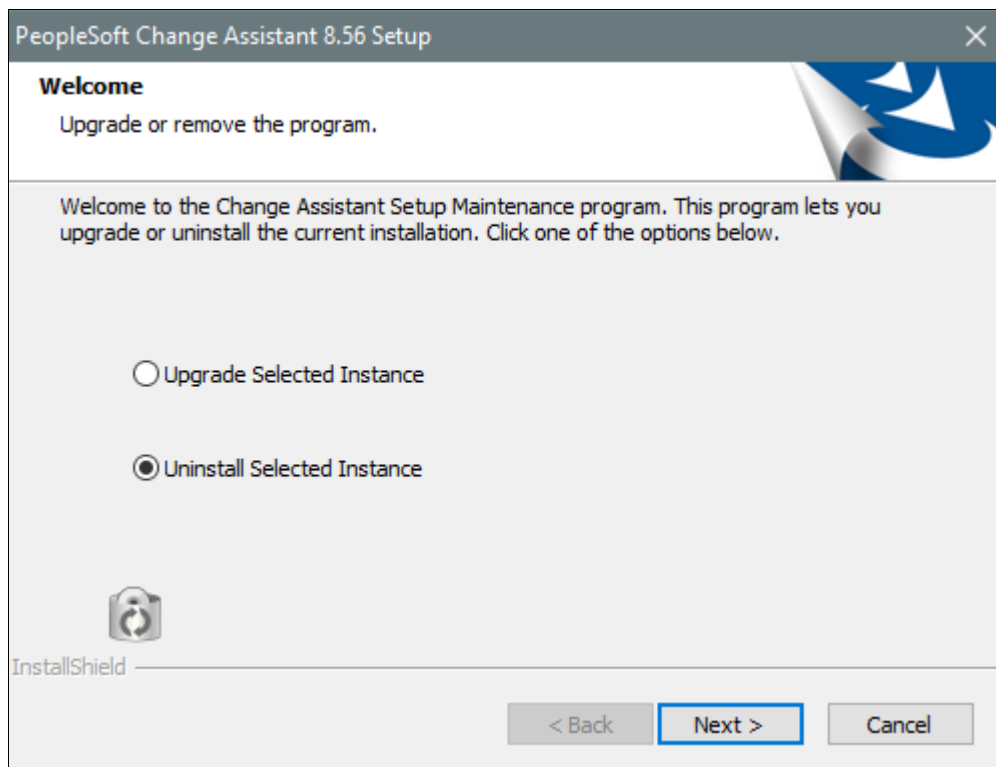 PeopleSoft Change Assistant 8.56 Setup
Welcome
Upgrade or remove the program.
Welcome to the Change Assistant Setup Maintenance program. This program lets you
upgrade or uninstall the current installation. Click one of the options below.
Upgrade Selected Instance
Uninstall Selected Instance
InstallShield
< Back Next > Cancel